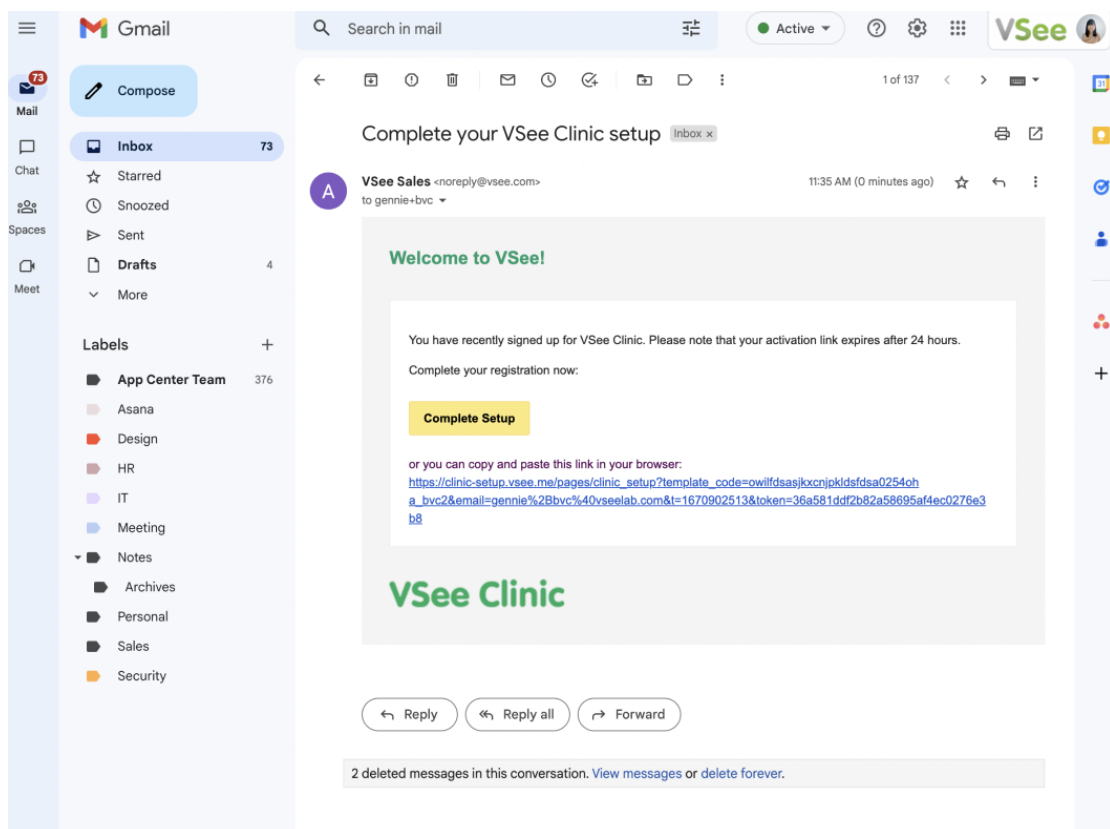 Gmail
Search in mail
Active
VSee
73
Mail
Chat
Spaces
Meet
Compose
Inbox 73
Starred
Snoozed
Sent
Drafts 4
More
Labels
App Center Team 376
Asana
Design
HR
IT
Meeting
Notes
Archives
Personal
Sales
Security
1 of 137
31
Complete your VSee Clinic setup Inbox x
A
VSee Sales <noreply@vsee.com> 11:35 AM (0 minutes ago)
to gennie+bvc
Welcome to VSee!
You have recently signed up for VSee Clinic. Please note that your activation link expires after 24 hours.
Complete your registration now:
Complete Setup
or you can copy and paste this link in your browser:
https://clinic-setup.vsee.me/pages/clinic_setup?template_code=owilfdsasjkxcnjpkldsfdsa0254oh
a_bvc2&email=gennie%2Bbvc%40vseelab.com&t=1670902513&token=36a581ddf2b82a58695af4ec0276e3
b8
VSee Clinic
Reply
Reply all
Forward
2 deleted messages in this conversation. View messages or delete forever.